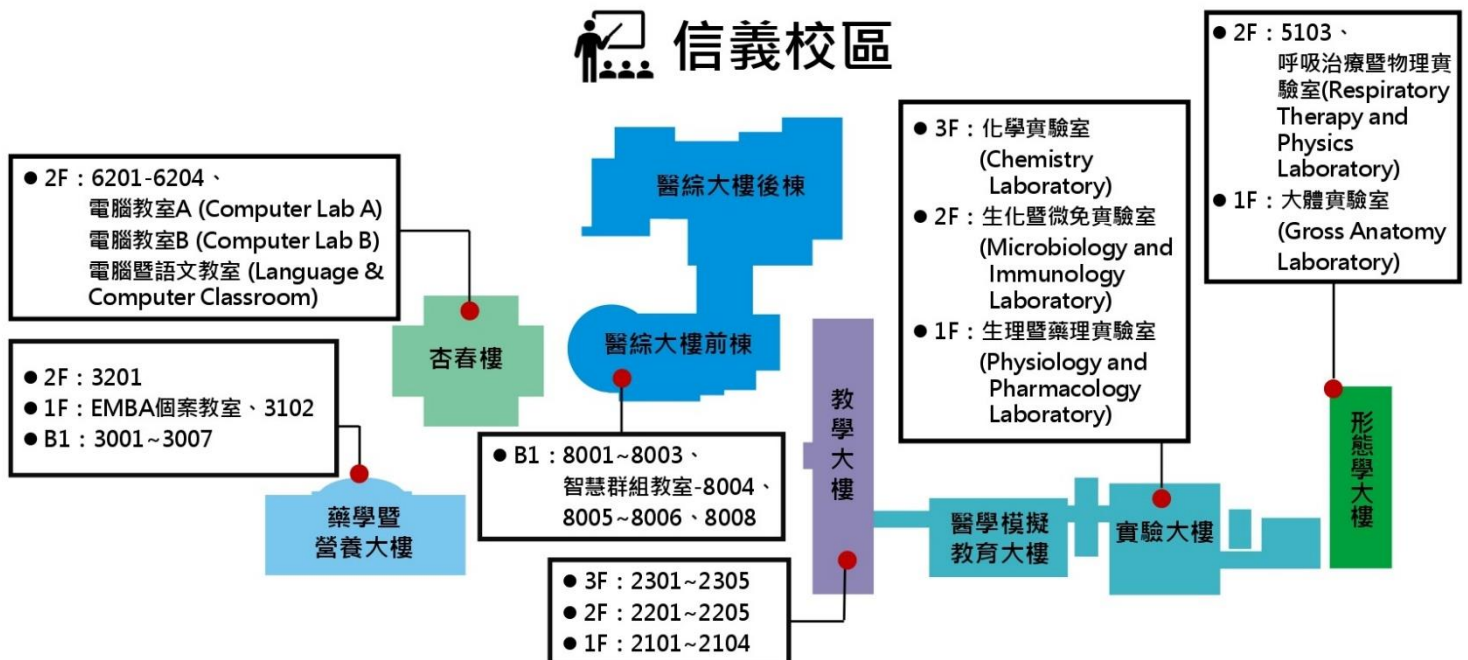 信義校區
● 2F：6201-6204、
電腦教室A (Computer Lab A)
電腦教室B (Computer Lab B)
電腦暨語文教室 (Language &
Computer Classroom)
● 2F：3201
● 1F：EMBA個案教室、3102
● B1：3001~3007
杏春樓
藥學暨
營養大樓
醫綜大樓後棟
醫綜大樓前棟
● B1：8001~8003、
智慧群組教室-8004、
8005~8006、8008
教學大樓
● 3F：2301~2305
● 2F：2201~2205
● 1F：2101~2104
● 3F：化學實驗室
(Chemistry
Laboratory)
● 2F：生化暨微免實驗室
(Microbiology and
Immunology
Laboratory)
● 1F：生理暨藥理實驗室
(Physiology and
Pharmacology
Laboratory)
醫學模擬
教育大樓
實驗大樓
● 2F：5103、
呼吸治療暨物理實
驗室(Respiratory
Therapy and
Physics
Laboratory)
● 1F：大體實驗室
(Gross Anatomy
Laboratory)
形態學大樓